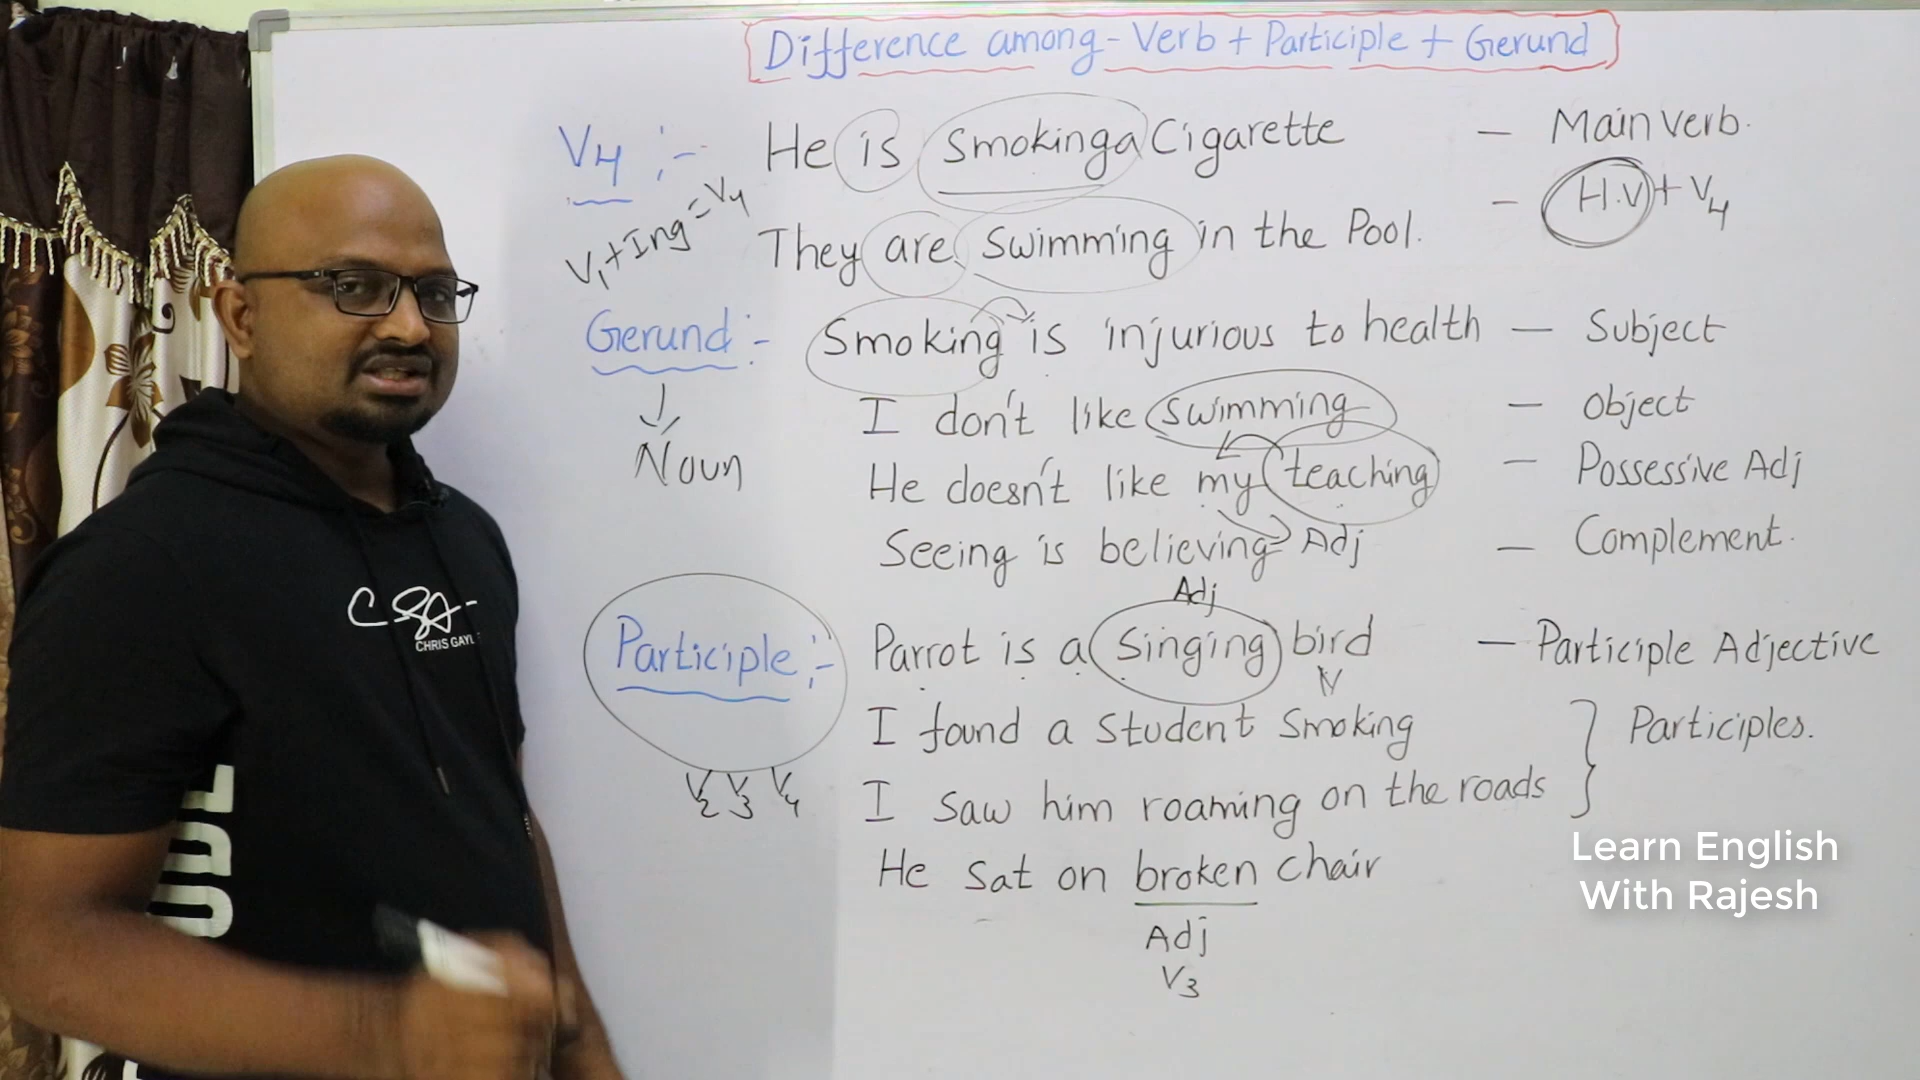 Difference among - Verb + Participle + Gerund
V4 :- He is Smoking a Cigarette - Main Verb.
V1 + Ing = V4
- H.V + V4
They are Swimming in the Pool.
Gerund :- Smoking is injurious to health - Subject
Noun
I don't like swimming - Object
He doesn't like my teaching - Possessive Adj
Adj
Seeing is believing - Complement.
Adj
Participle :- Parrot is a Singing bird - Participle Adjective
N
V2 V3 V4
I found a student smoking
I saw him roaming on the roads } Participles.
He sat on broken chair
Adj
V3
Learn English
With Rajesh
CHRIS GAYL